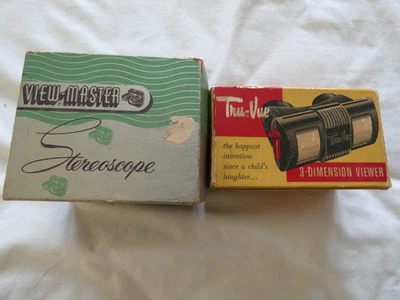 VIEW-MASTER
Stereoscope
Tru-Vue
the happiest
invention
since a child's
laughter...
3-DIMENSION VIEWER